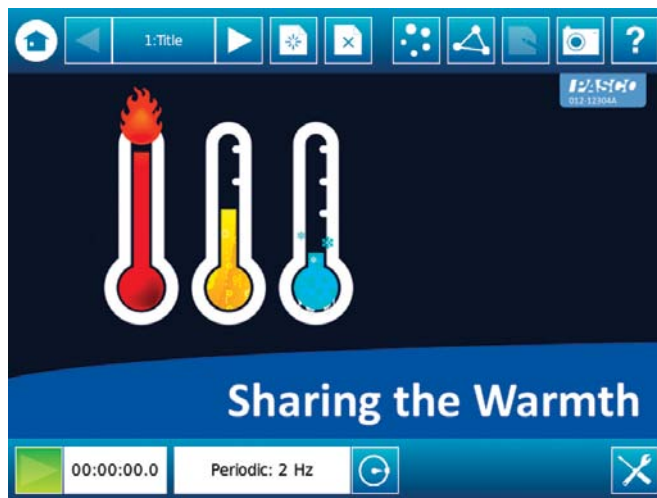 1:Title
?
PASCO
012-12304A
Sharing the Warmth
00:00:00.0
Periodic: 2 Hz